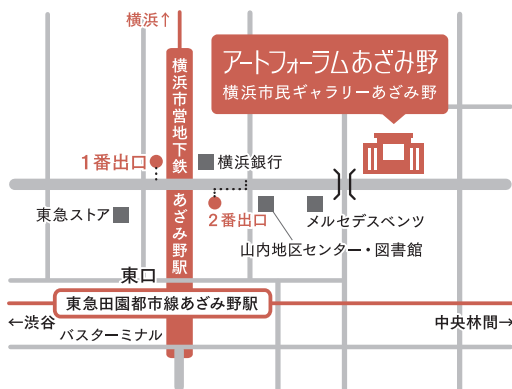 横浜↑
アートフォーラムあざみ野
横浜市民ギャラリーあざみ野
横浜市営地下鉄 あざみ野駅
1番出口
横浜銀行
東急ストア
2番出口
メルセデスベンツ
山内地区センター・図書館
東口
東急田園都市線あざみ野駅
←渋谷
中央林間→
バスターミナル